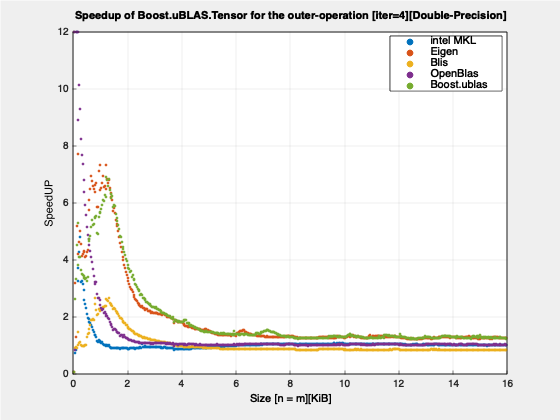 Speedup of Boost.uBLAS.Tensor for the outer-operation [iter=4][Double-Precision]
intel MKL
Eigen
Blis
OpenBlas
Boost.ublas
12
10
8
6
4
2
0
SpeedUP
0 2 4 6 8 10 12 14 16
Size [n = m][KiB]